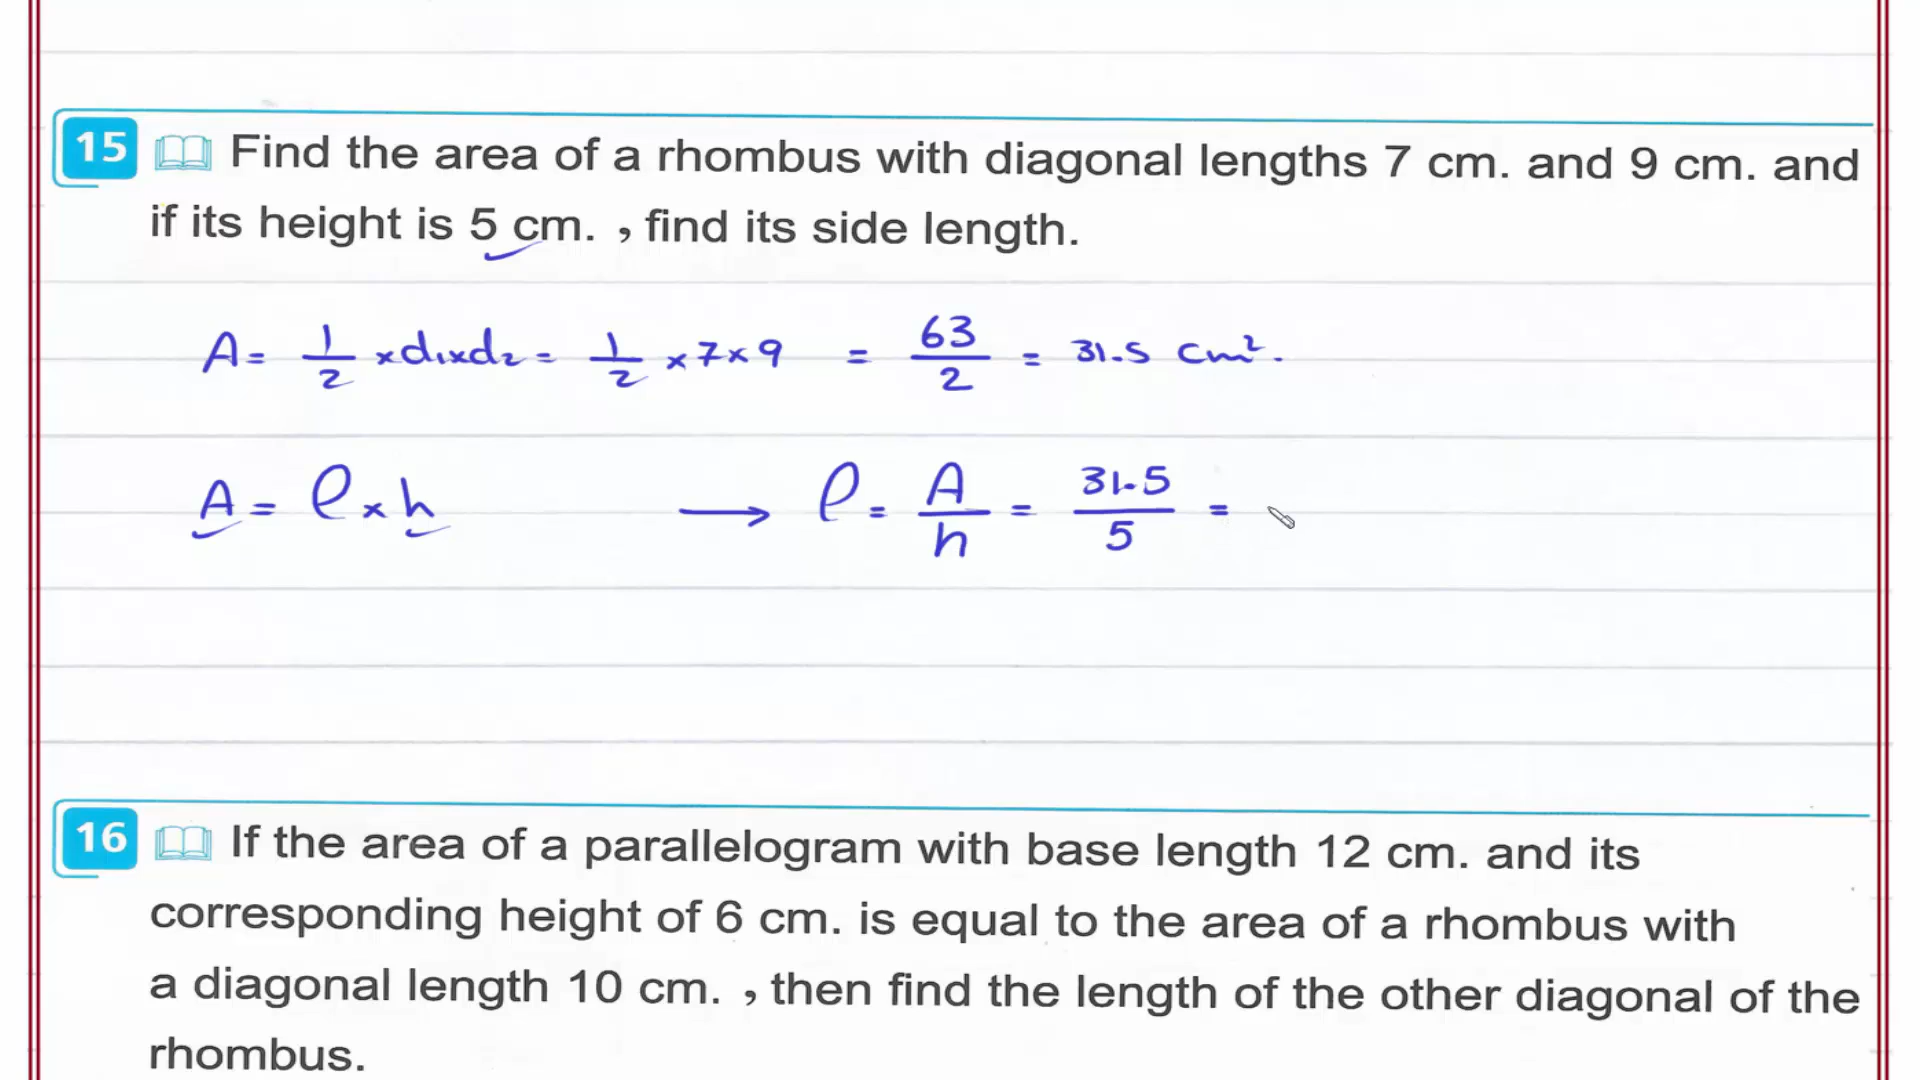 15 Find the area of a rhombus with diagonal lengths 7 cm. and 9 cm. and
if its height is 5 cm. , find its side length.
A = 1/2 × d₁ × d₂ = 1/2 × 7 × 9 = 63/2 = 31.5 cm².
A = l × h → l = A/h = 31.5/5 =
16 If the area of a parallelogram with base length 12 cm. and its
corresponding height of 6 cm. is equal to the area of a rhombus with
a diagonal length 10 cm. , then find the length of the other diagonal of the
rhombus.